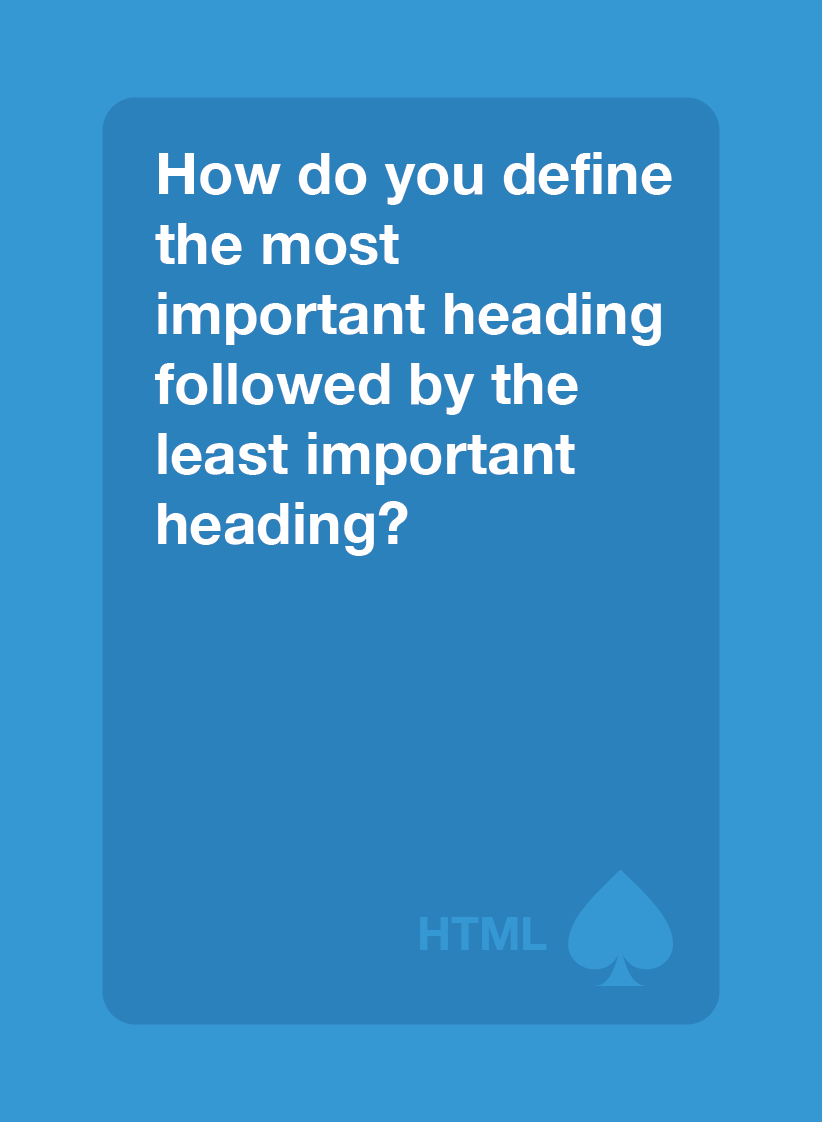 How do you define
the most
important heading
followed by the
least important
heading?
HTML